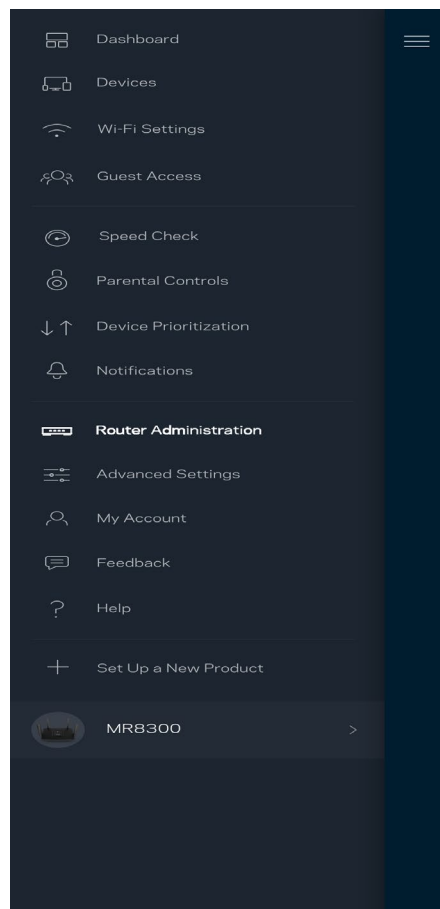 Dashboard
Devices
Wi-Fi Settings
Guest Access
Speed Check
Parental Controls
Device Prioritization
Notifications
Router Administration
Advanced Settings
My Account
Feedback
Help
Set Up a New Product
MR8300